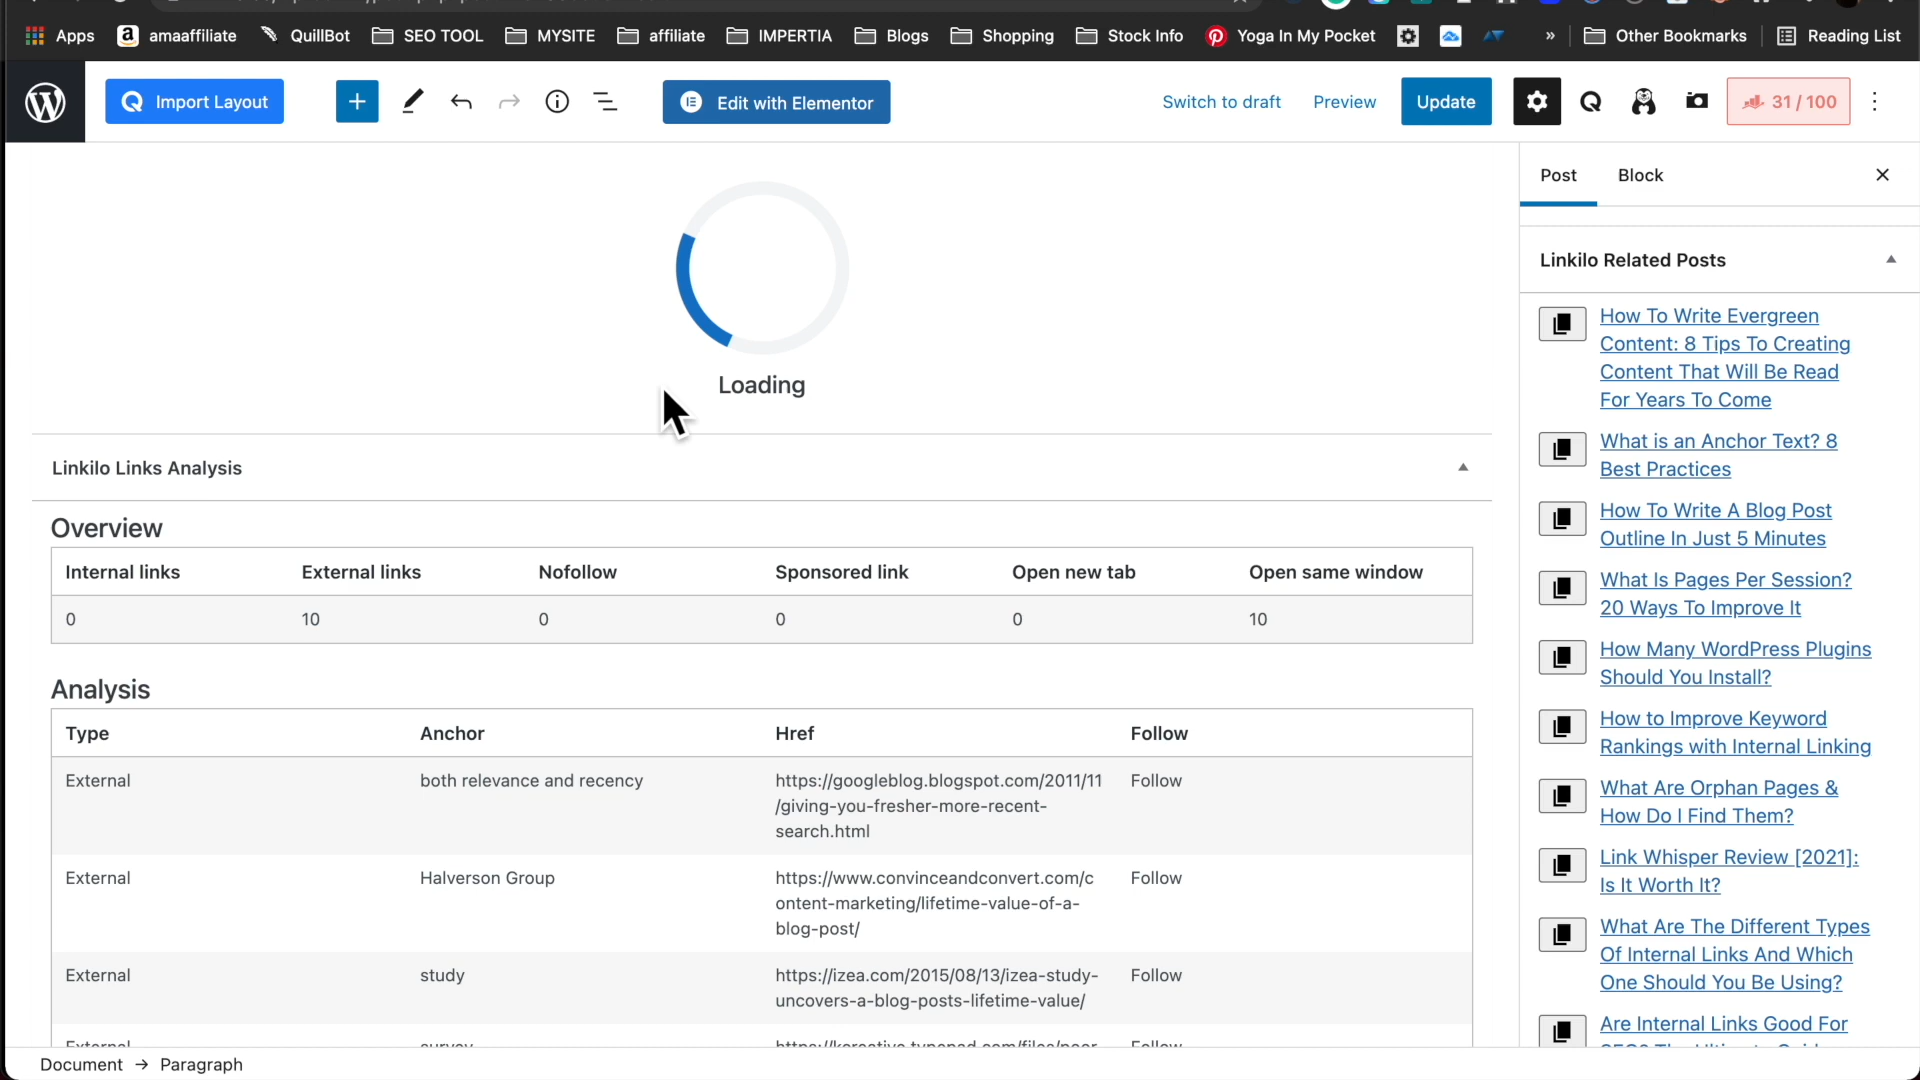 Apps amaaffiliate QuillBot SEO TOOL MYSITE affiliate IMPERTIA Blogs Shopping Stock Info Yoga In My Pocket » Other Bookmarks Reading List
Import Layout Edit with Elementor Switch to draft Preview Update 31 / 100
Loading
Linkilo Links Analysis
Overview
Internal links External links Nofollow Sponsored link Open new tab Open same window
0 10 0 0 0 10
Analysis
Type Anchor Href Follow
External both relevance and recency https://googleblog.blogspot.com/2011/11 Follow
/giving-you-fresher-more-recent-
search.html
External Halverson Group https://www.convinceandconvert.com/c Follow
ontent-marketing/lifetime-value-of-a-
blog-post/
External study https://izea.com/2015/08/13/izea-study- Follow
uncovers-a-blog-posts-lifetime-value/
Document → Paragraph
Post Block
Linkilo Related Posts
How To Write Evergreen
Content: 8 Tips To Creating
Content That Will Be Read
For Years To Come
What is an Anchor Text? 8
Best Practices
How To Write A Blog Post
Outline In Just 5 Minutes
What Is Pages Per Session?
20 Ways To Improve It
How Many WordPress Plugins
Should You Install?
How to Improve Keyword
Rankings with Internal Linking
What Are Orphan Pages &
How Do I Find Them?
Link Whisper Review [2021]:
Is It Worth It?
What Are The Different Types
Of Internal Links And Which
One Should You Be Using?
Are Internal Links Good For